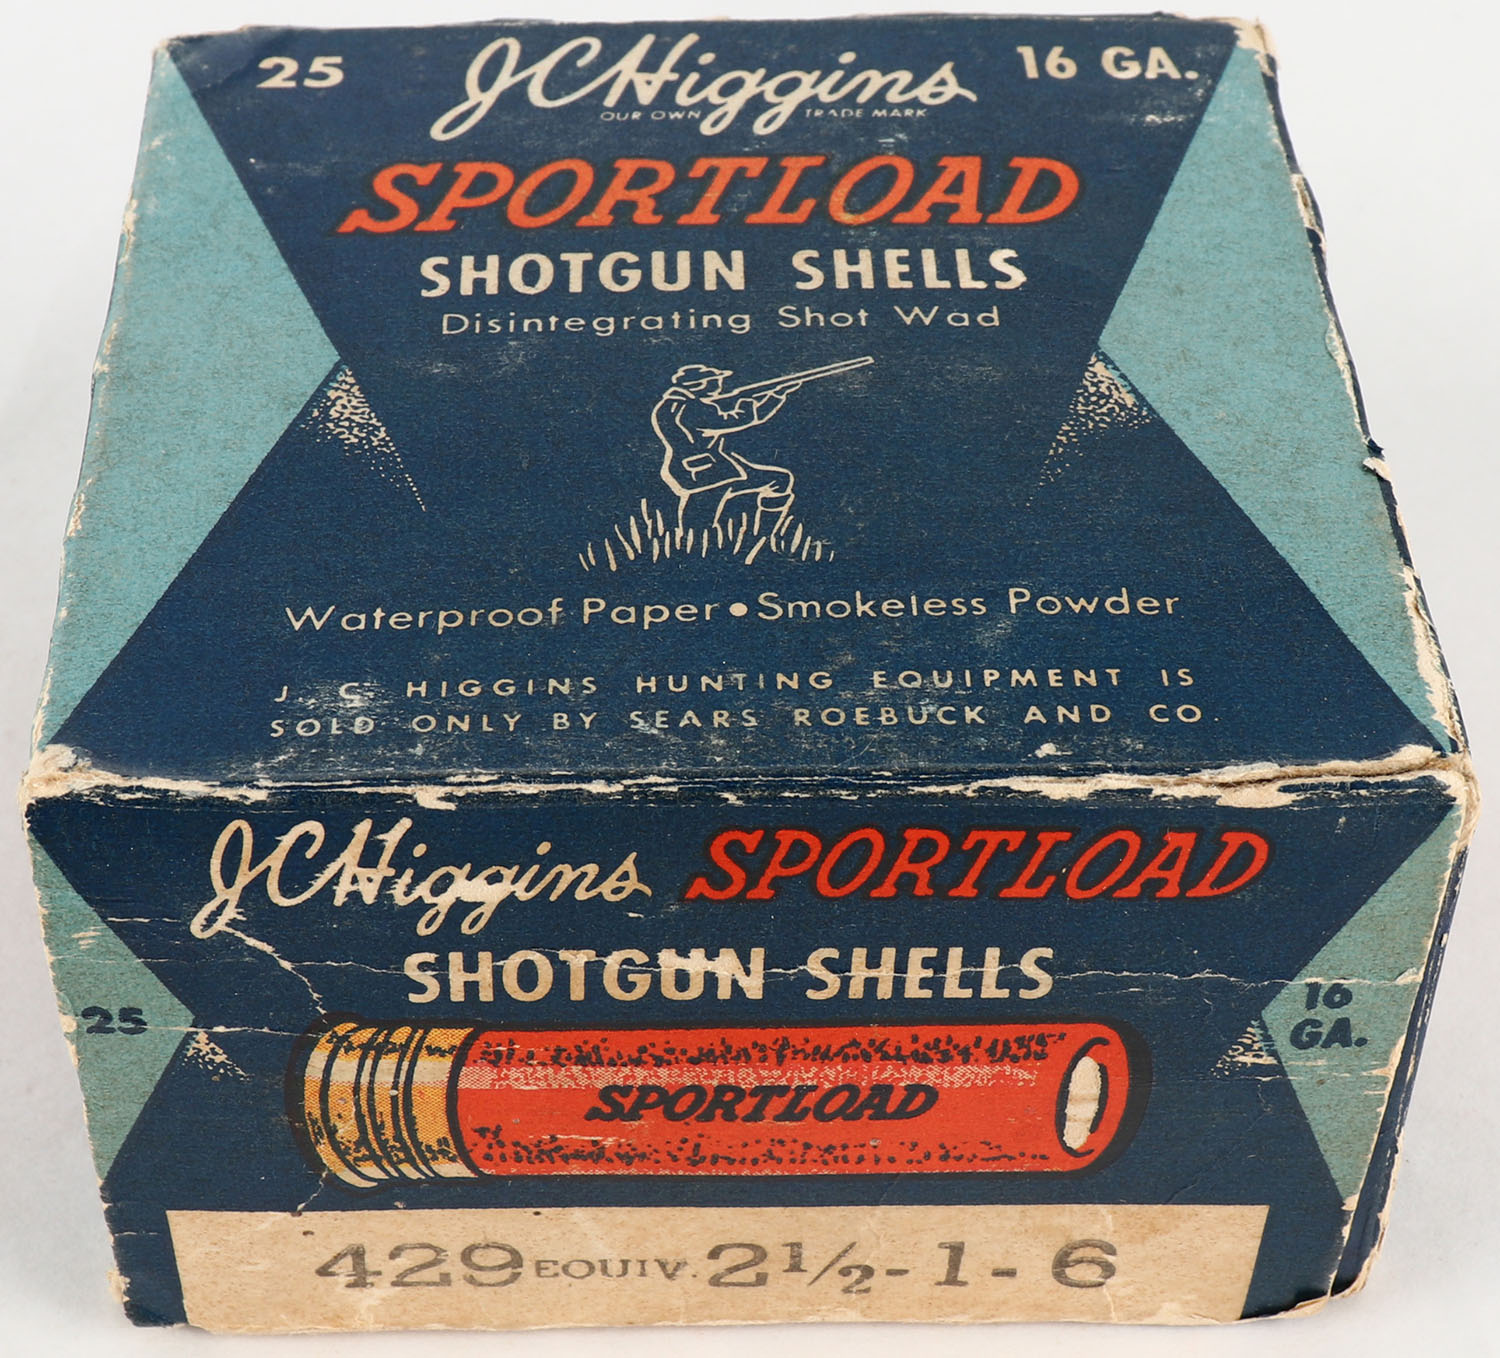 25 J.C.Higgins 16 GA.
OUR OWN TRADE MARK
SPORTLOAD
SHOTGUN SHELLS
Disintegrating Shot Wad
Waterproof Paper • Smokeless Powder
J. C. HIGGINS HUNTING EQUIPMENT IS
SOLD ONLY BY SEARS ROEBUCK AND CO.
J.C.Higgins SPORTLOAD
SHOTGUN SHELLS
25
16
GA.
SPORTLOAD
429 EQUIV. 2 1/2 - 1 - 6